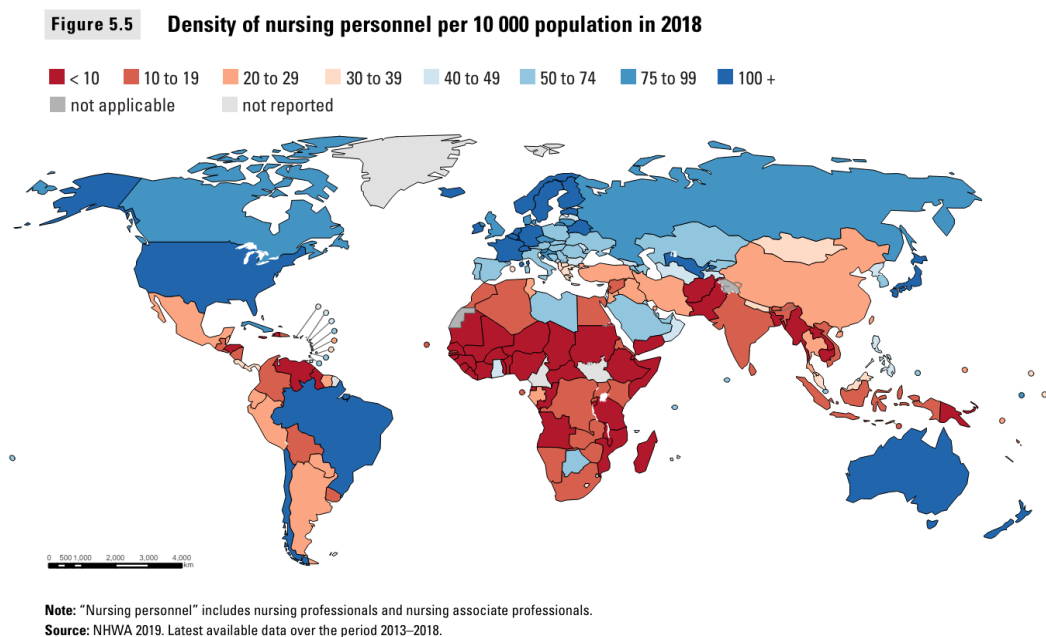 Figure 5.5 Density of nursing personnel per 10 000 population in 2018
< 10 10 to 19 20 to 29 30 to 39 40 to 49 50 to 74 75 to 99 100 +
not applicable not reported
0 500 1,000 2,000 3,000 4,000
km
Note: “Nursing personnel” includes nursing professionals and nursing associate professionals.
Source: NHWA 2019. Latest available data over the period 2013–2018.